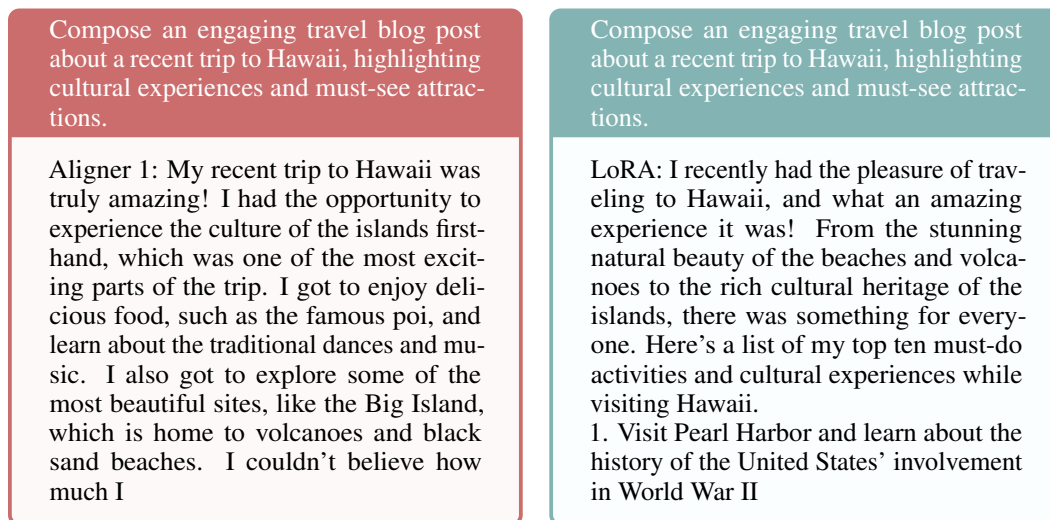 Compose an engaging travel blog post
about a recent trip to Hawaii, highlighting
cultural experiences and must-see attrac-
tions.
Aligner 1: My recent trip to Hawaii was
truly amazing! I had the opportunity to
experience the culture of the islands first-
hand, which was one of the most excit-
ing parts of the trip. I got to enjoy deli-
cious food, such as the famous poi, and
learn about the traditional dances and mu-
sic. I also got to explore some of the
most beautiful sites, like the Big Island,
which is home to volcanoes and black
sand beaches. I couldn't believe how
much I
Compose an engaging travel blog post
about a recent trip to Hawaii, highlighting
cultural experiences and must-see attrac-
tions.
LoRA: I recently had the pleasure of trav-
eling to Hawaii, and what an amazing
experience it was! From the stunning
natural beauty of the beaches and volca-
noes to the rich cultural heritage of the
islands, there was something for every-
one. Here's a list of my top ten must-do
activities and cultural experiences while
visiting Hawaii.
1. Visit Pearl Harbor and learn about the
history of the United States' involvement
in World War II